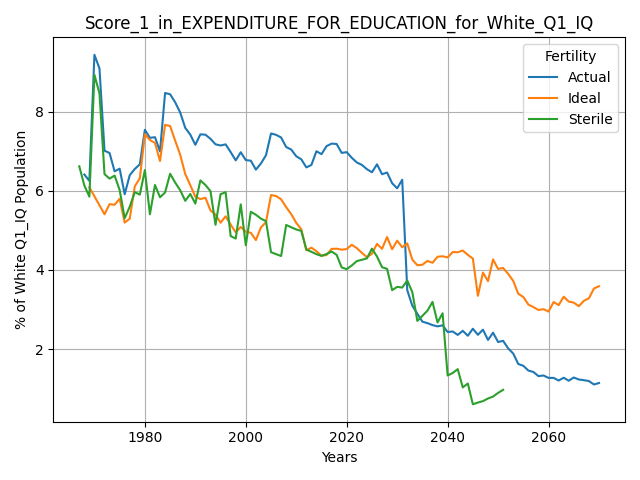 Score_1_in_EXPENDITURE_FOR_EDUCATION_for_White_Q1_IQ
Fertility
Actual
Ideal
Sterile
% of White Q1_IQ Population
8
6
4
2
1980
2000
2020
2040
2060
Years